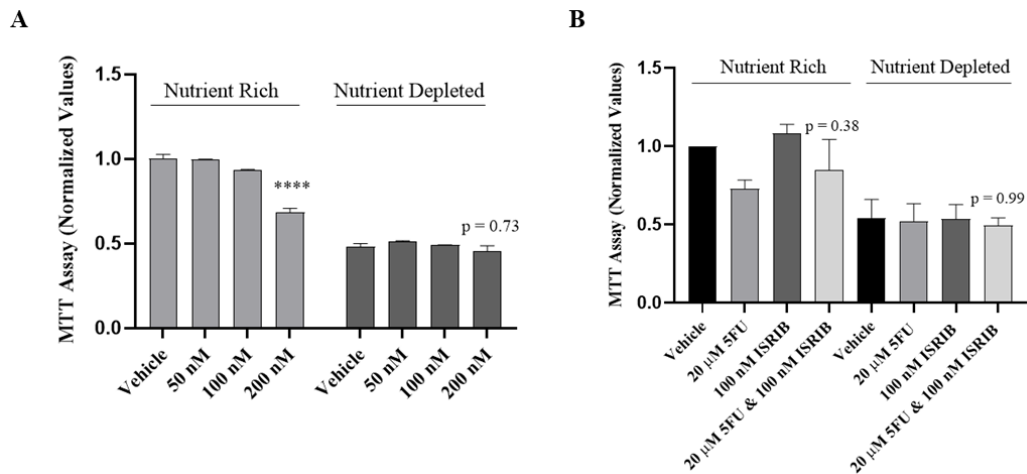 A
MTT Assay (Normalized Values)
1.5
1.0
0.5
0.0
Nutrient Rich
Nutrient Depleted
****
p = 0.73
Vehicle
50 nM
100 nM
200 nM
Vehicle
50 nM
100 nM
200 nM
B
MTT Assay (Normalized Values)
1.5
1.0
0.5
0.0
Nutrient Rich
Nutrient Depleted
p = 0.38
p = 0.99
Vehicle
20 µM 5FU
100 nM ISRIB
20 µM 5FU & 100 nM ISRIB
Vehicle
20 µM 5FU
100 nM ISRIB
20 µM 5FU & 100 nM ISRIB